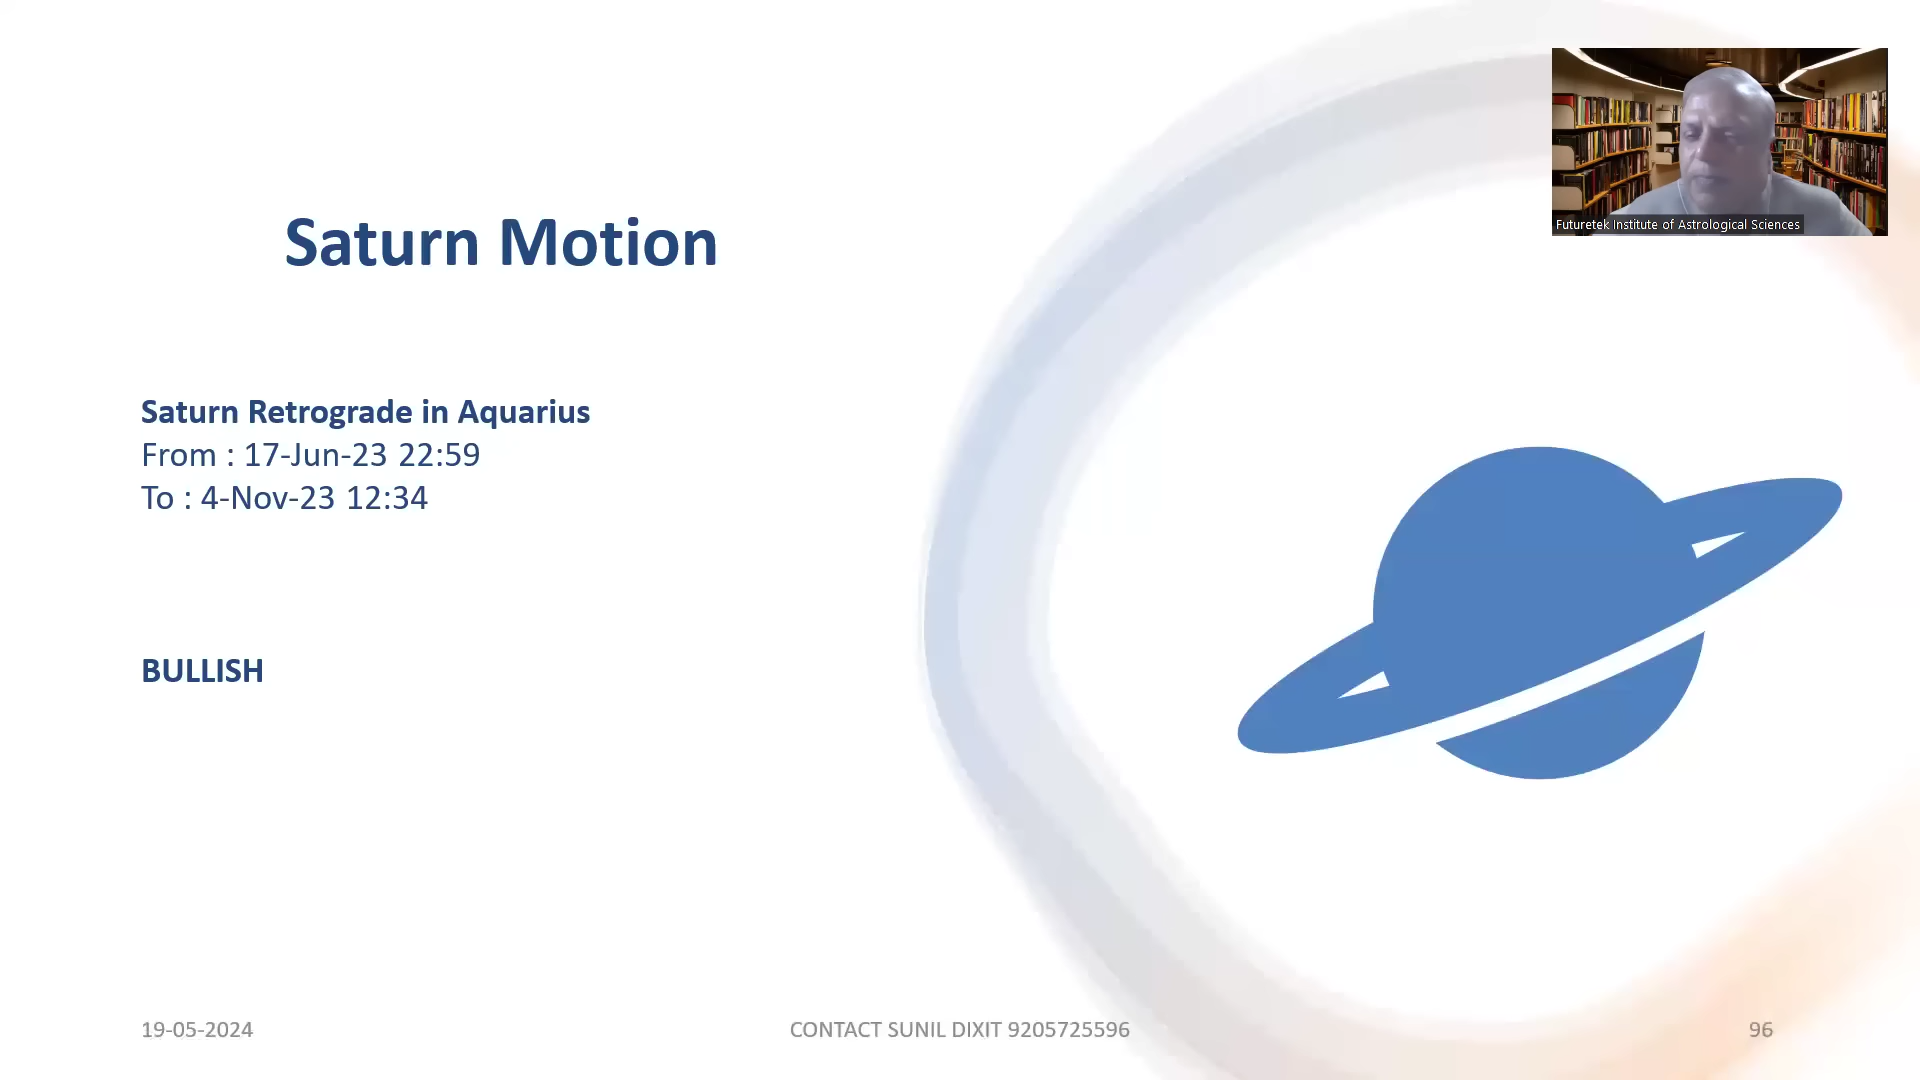 Saturn Motion
Saturn Retrograde in Aquarius
From : 17-Jun-23 22:59
To : 4-Nov-23 12:34
BULLISH
Futuretek Institute of Astrological Sciences
19-05-2024
CONTACT SUNIL DIXIT 9205725596
96